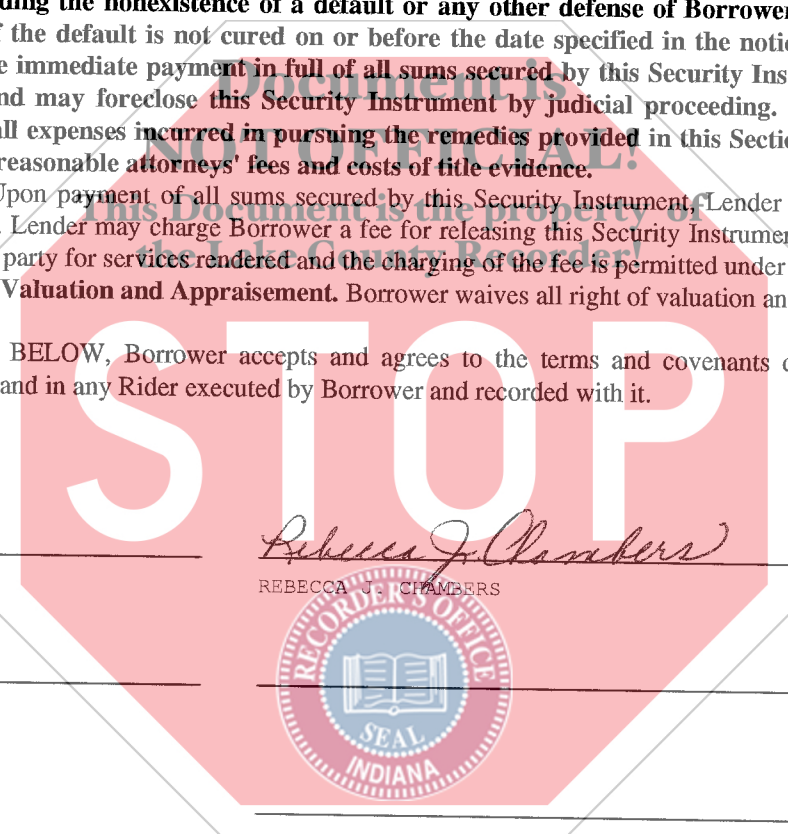 ding the nonexistence of a default or any other defense of Borrower
f the default is not cured on or before the date specified in the notic
e immediate payment in full of all sums secured by this Security Ins
nd may foreclose this Security Instrument by judicial proceeding.
all expenses incurred in pursuing the remedies provided in this Sectio
reasonable attorneys' fees and costs of title evidence.
Upon payment of all sums secured by this Security Instrument, Lender
. Lender may charge Borrower a fee for releasing this Security Instrumen
party for services rendered and the charging of the fee is permitted under
Valuation and Appraisement. Borrower waives all right of valuation an
BELOW, Borrower accepts and agrees to the terms and covenants c
and in any Rider executed by Borrower and recorded with it.
Document is
NOT OFFICIAL!
This Document is the property of
the Lake County Recorder!
STOP
Rebecca J. Chambers
REBECCA J. CHAMBERS
RECORDER'S OFFICE
SEAL
INDIANA